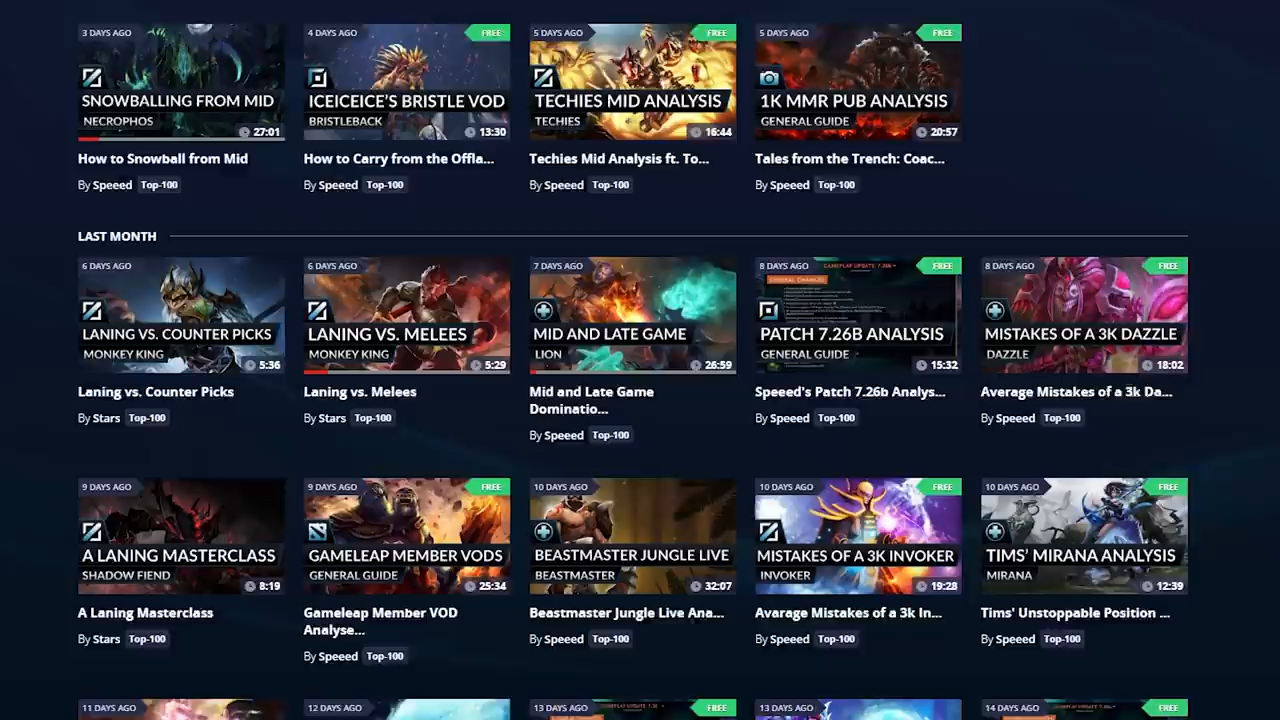 3 DAYS AGO
SNOWBALLING FROM MID
NECROPHOS
27:01
How to Snowball from Mid
By Speeed Top-100
4 DAYS AGO
FREE
ICEICEICE'S BRISTLE VOD
BRISTLEBACK
13:30
How to Carry from the Offla...
By Speeed Top-100
5 DAYS AGO
FREE
TECHIES MID ANALYSIS
TECHIES
16:44
Techies Mid Analysis ft. To...
By Speeed Top-100
5 DAYS AGO
FREE
1K MMR PUB ANALYSIS
GENERAL GUIDE
20:57
Tales from the Trench: Coac...
By Speeed Top-100
LAST MONTH
6 DAYS AGO
LANING VS. COUNTER PICKS
MONKEY KING
5:36
Laning vs. Counter Picks
By Stars Top-100
6 DAYS AGO
LANING VS. MELEES
MONKEY KING
5:29
Laning vs. Melees
By Stars Top-100
7 DAYS AGO
MID AND LATE GAME
LION
26:59
Mid and Late Game
Dominatio...
By Speeed Top-100
8 DAYS AGO
GAMEPLAY UPDATE 7.26B
FREE
PATCH 7.26B ANALYSIS
GENERAL GUIDE
15:32
Speeed's Patch 7.26b Analys...
By Speeed Top-100
8 DAYS AGO
FREE
MISTAKES OF A 3K DAZZLE
DAZZLE
18:02
Average Mistakes of a 3k Da...
By Speeed Top-100
9 DAYS AGO
A LANING MASTERCLASS
SHADOW FIEND
8:19
A Laning Masterclass
By Stars Top-100
9 DAYS AGO
FREE
GAMELEAP MEMBER VODS
GENERAL GUIDE
25:34
Gameleap Member VOD
Analyse...
By Speeed Top-100
10 DAYS AGO
BEASTMASTER JUNGLE LIVE
BEASTMASTER
32:07
Beastmaster Jungle Live Ana...
By Speeed Top-100
10 DAYS AGO
FREE
MISTAKES OF A 3K INVOKER
INVOKER
19:28
Avarage Mistakes of a 3k In...
By Speeed Top-100
10 DAYS AGO
FREE
TIMS' MIRANA ANALYSIS
MIRANA
12:39
Tims' Unstoppable Position ...
By Speeed Top-100
11 DAYS AGO
12 DAYS AGO
13 DAYS AGO
FREE
13 DAYS AGO
FREE
14 DAYS AGO
FREE